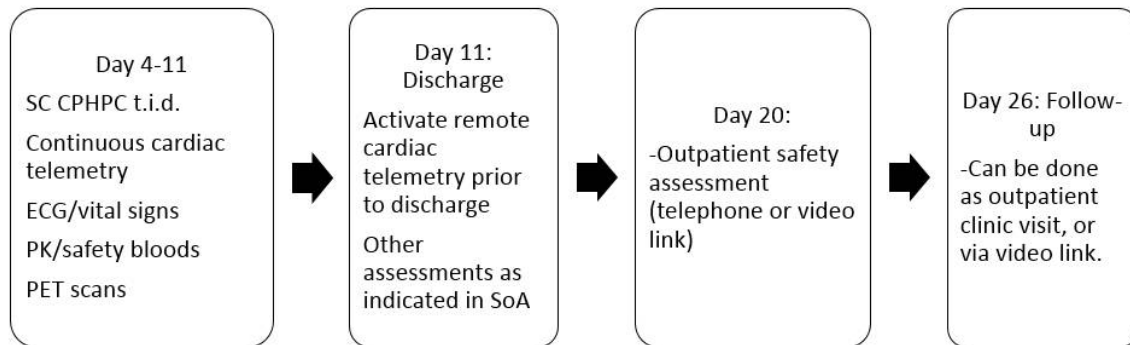 Day 4-11
SC CPHPC t.i.d.
Continuous cardiac
telemetry
ECG/vital signs
PK/safety bloods
PET scans
Day 11:
Discharge
Activate remote
cardiac
telemetry prior
to discharge
Other
assessments as
indicated in SoA
Day 20:
-Outpatient safety
assessment
(telephone or video
link)
Day 26: Follow-
up
-Can be done
as outpatient
clinic visit, or
via video link.